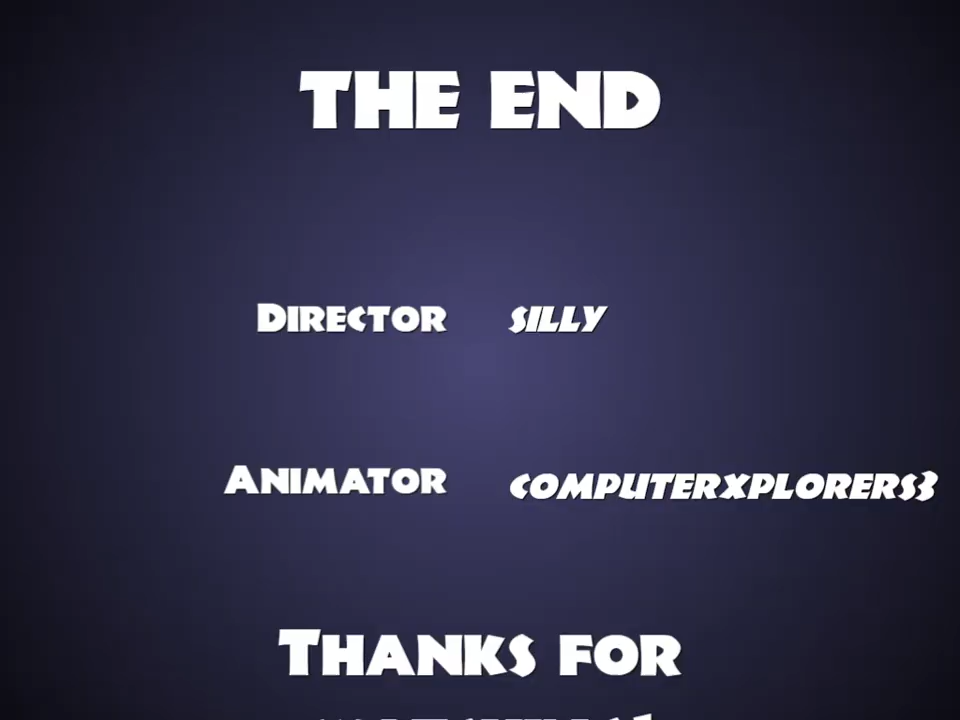 THE END
DIRECTOR SILLY
ANIMATOR COMPUTERXPLORERS3
THANKS FOR